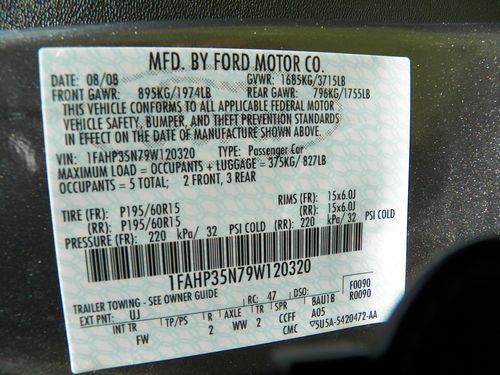 MFD. BY FORD MOTOR CO.
DATE: 08/08 GVWR: 1685KG/3715LB
FRONT GAWR: 895KG/1974LB REAR GAWR: 796KG/1755LB
THIS VEHICLE CONFORMS TO ALL APPLICABLE FEDERAL MOTOR
VEHICLE SAFETY, BUMPER, AND THEFT PREVENTION STANDARDS
IN EFFECT ON THE DATE OF MANUFACTURE SHOWN ABOVE.
VIN: 1FAHP35N79W120320 TYPE: Passenger Car
MAXIMUM LOAD = OCCUPANTS + LUGGAGE = 375KG/827LB
OCCUPANTS = 5 TOTAL; 2 FRONT, 3 REAR
TIRE (FR): P195/60R15 RIMS (FR): 15x6.0J
(RR): P195/60R15 (RR): 15x6.0J
PRESSURE (FR): 220 kPa/ 32 PSI COLD (RR): 220 kPa/ 32 PSI COLD
1FAHP35N79W120320
TRAILER TOWING - SEE OWNER GUIDE RC: 47 DSO: F0090
EXT PNT: UJ R0090
INT TR TP/PS R AXLE TR SPR BAU1B
FW 2 WW 2 CCFF A05
CMC 5U5A-5420472-AA